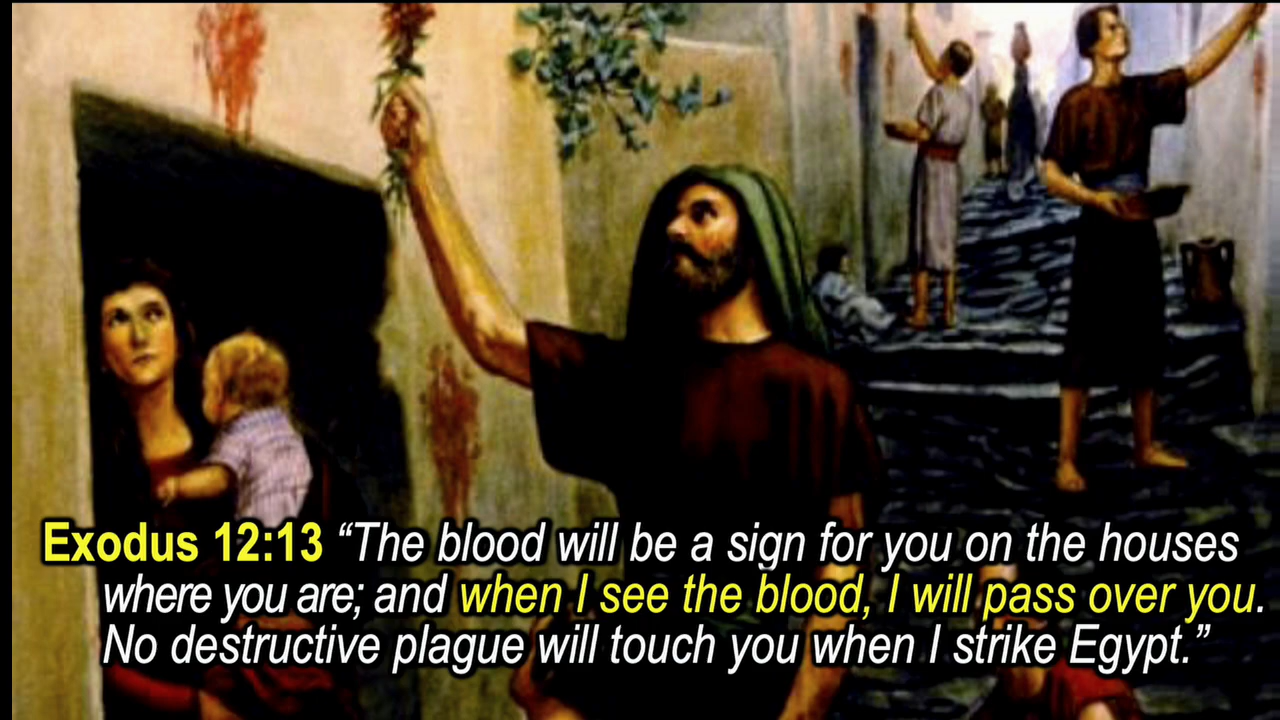 Exodus 12:13 “The blood will be a sign for you on the houses
where you are; and when I see the blood, I will pass over you.
No destructive plague will touch you when I strike Egypt.”